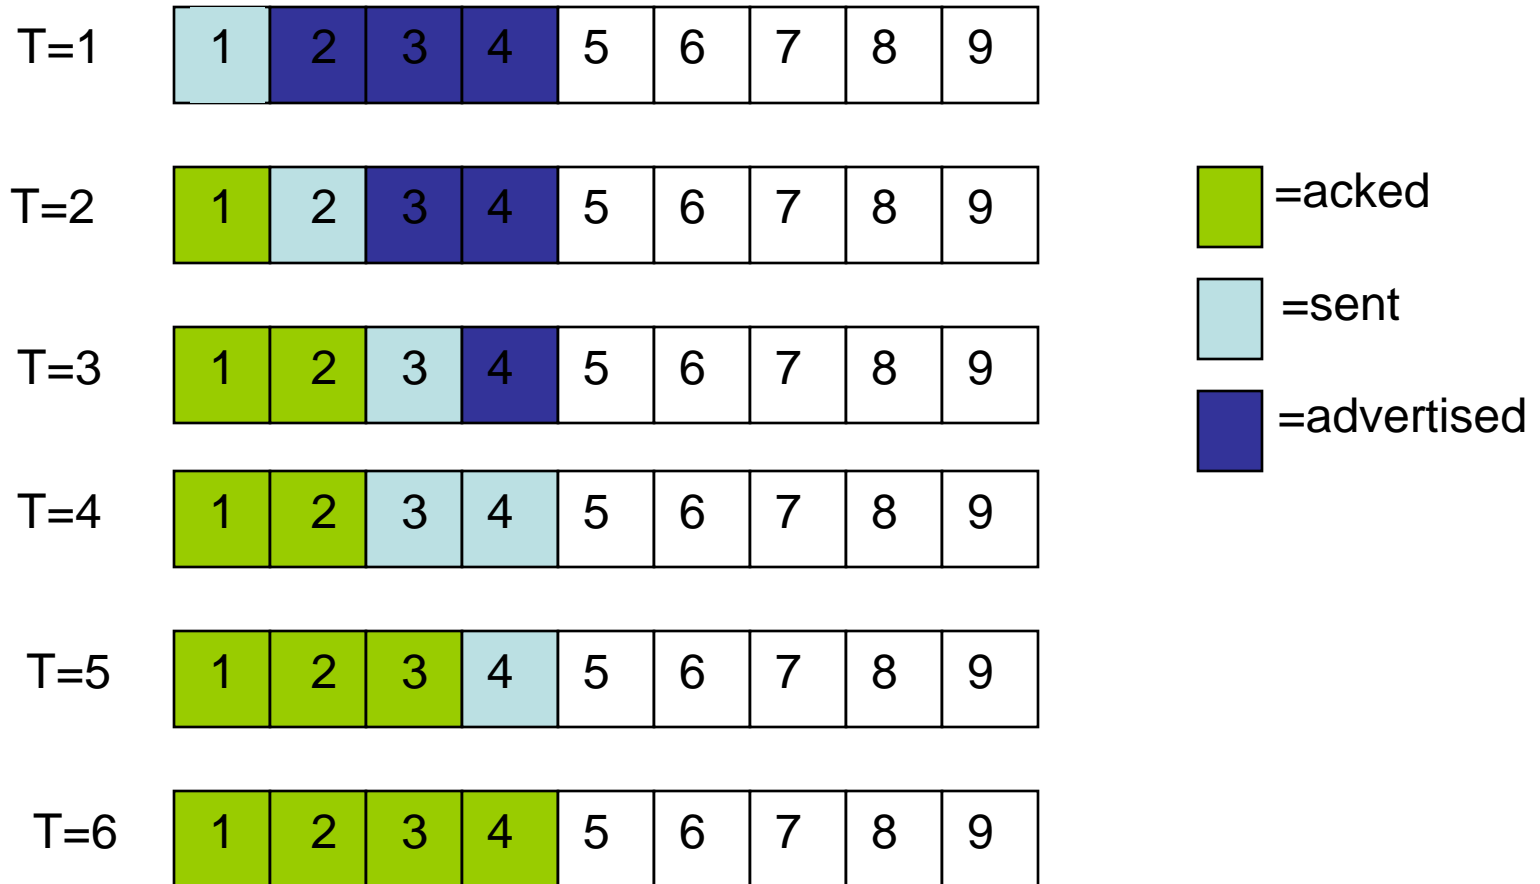 T=1 1 2 3 4 5 6 7 8 9
T=2 1 2 3 4 5 6 7 8 9
=acked
=sent
T=3 1 2 3 4 5 6 7 8 9
=advertised
T=4 1 2 3 4 5 6 7 8 9
T=5 1 2 3 4 5 6 7 8 9
T=6 1 2 3 4 5 6 7 8 9